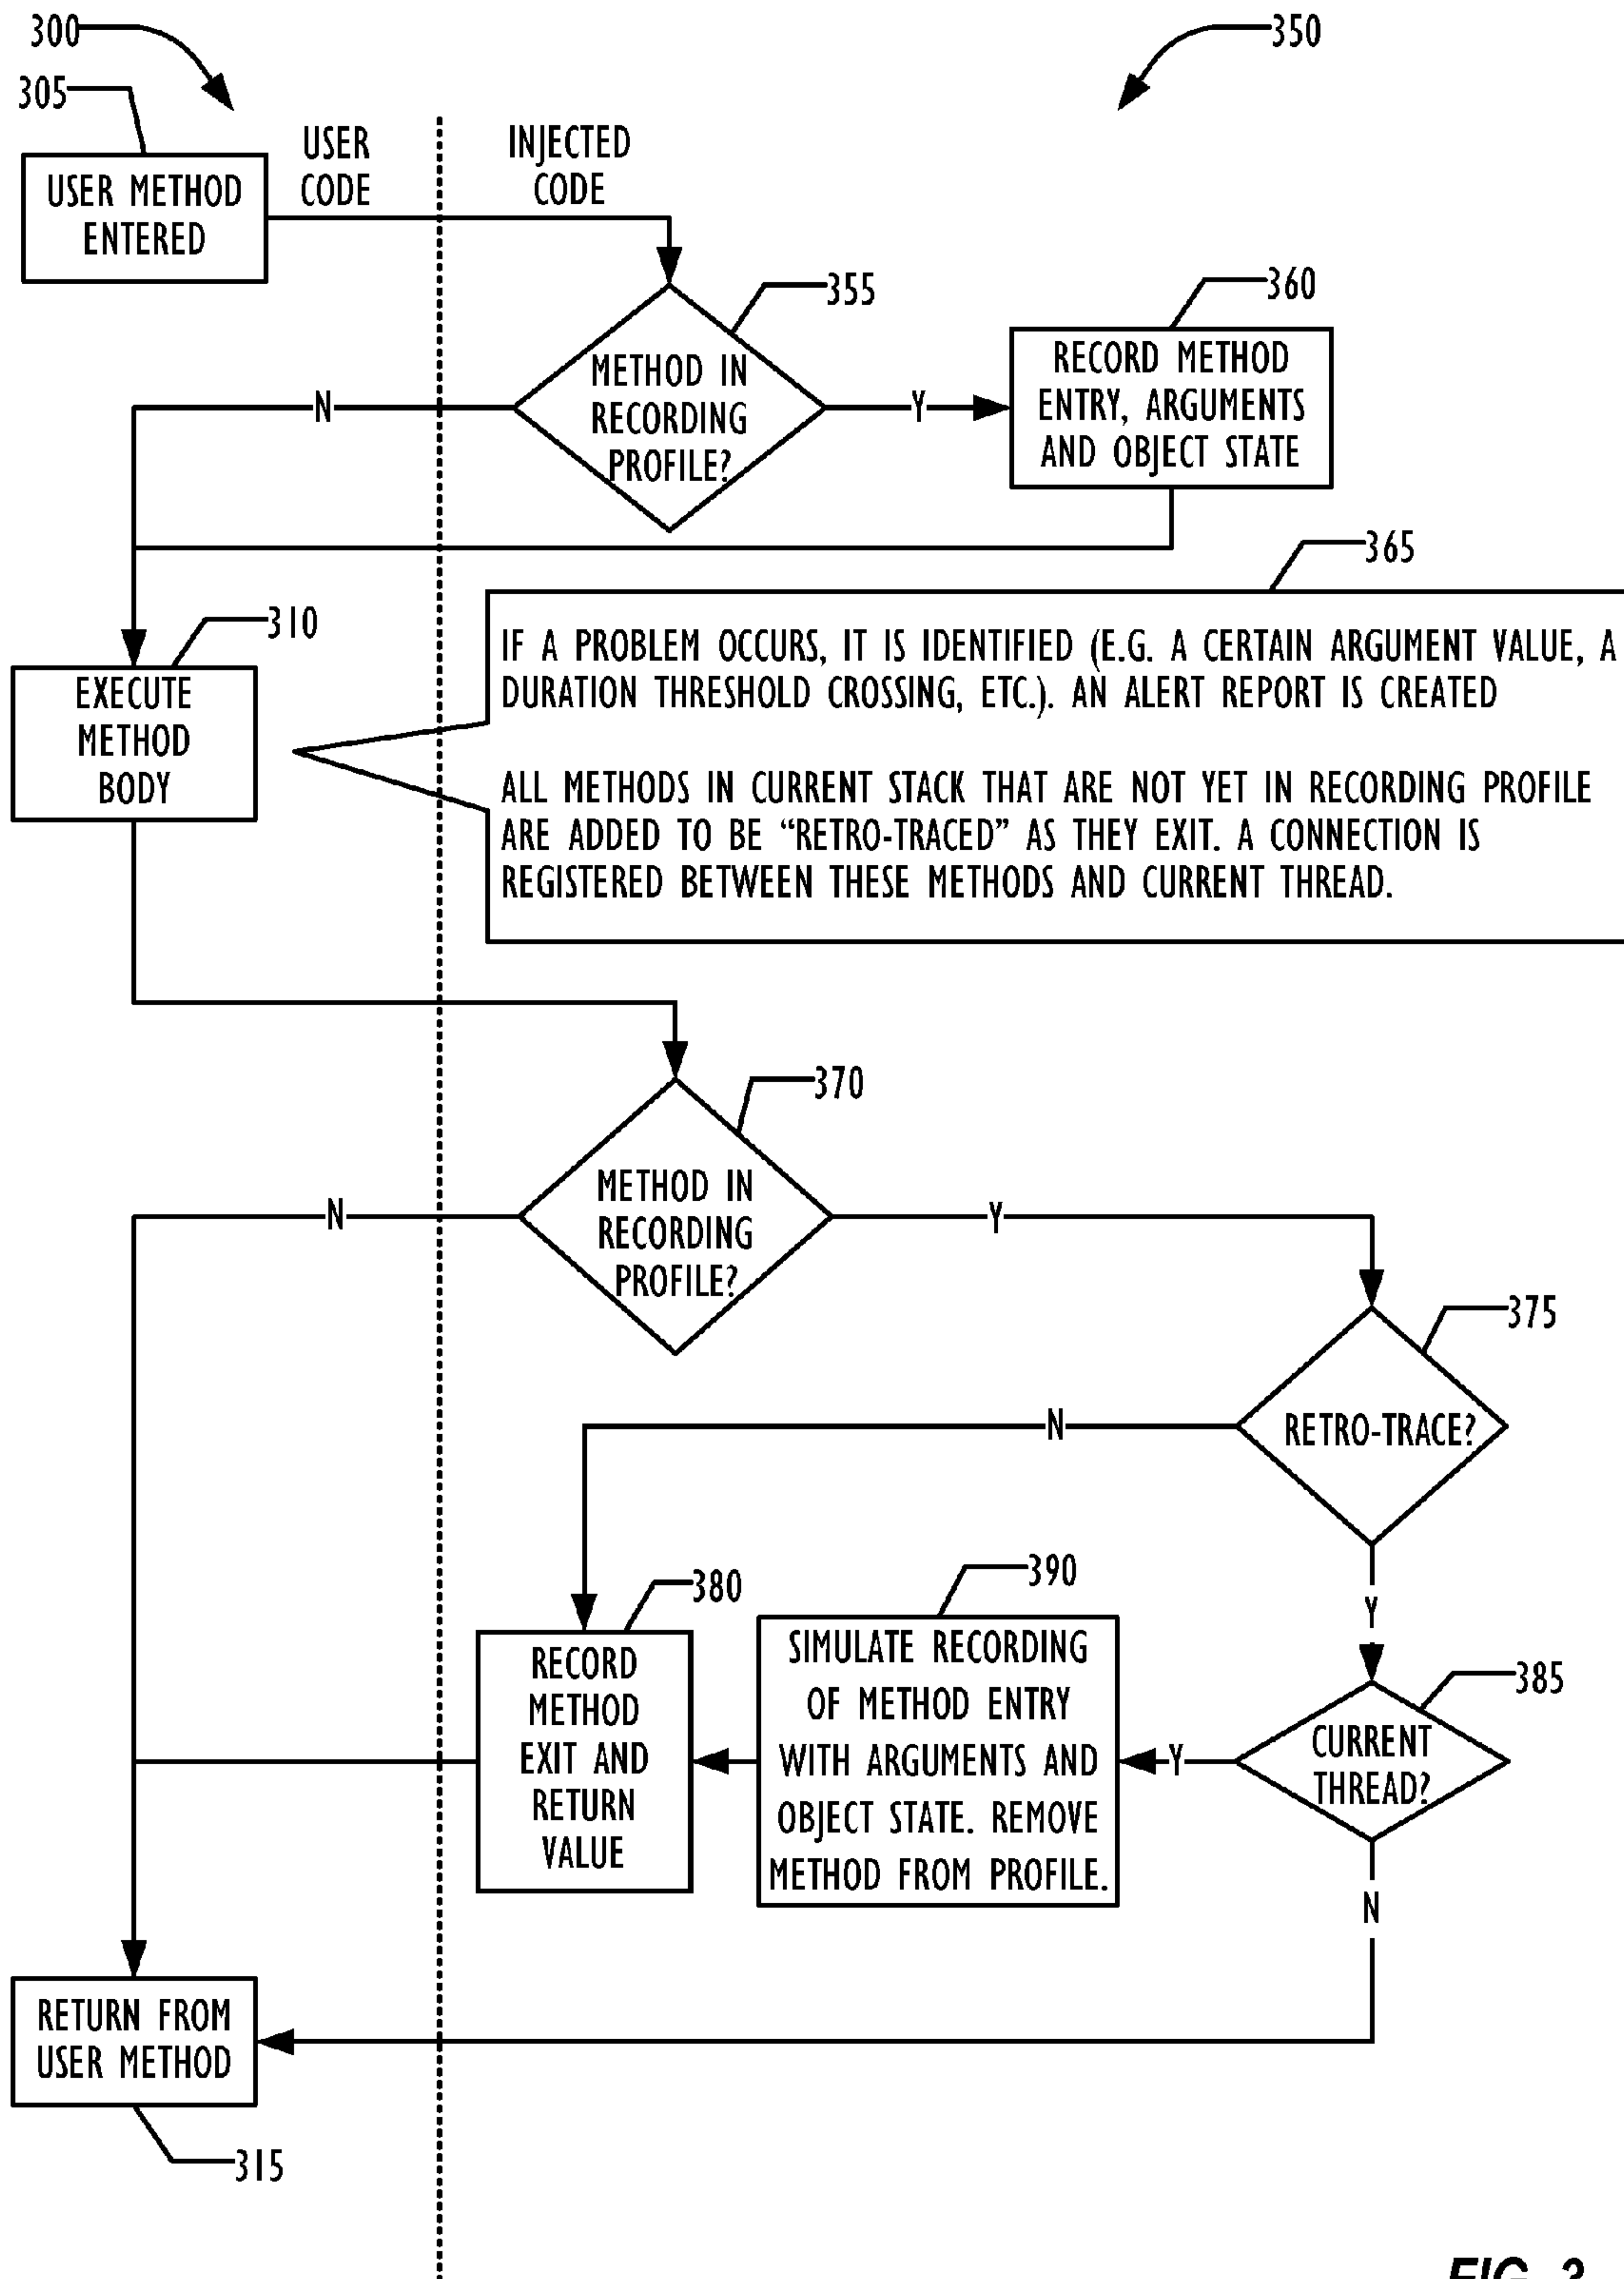 300
350
305
USER
CODE
INJECTED
CODE
USER METHOD
ENTERED
355
360
METHOD IN
RECORDING
PROFILE?
N
Y
RECORD METHOD
ENTRY, ARGUMENTS
AND OBJECT STATE
365
310
IF A PROBLEM OCCURS, IT IS IDENTIFIED (E.G. A CERTAIN ARGUMENT VALUE, A
DURATION THRESHOLD CROSSING, ETC.). AN ALERT REPORT IS CREATED
ALL METHODS IN CURRENT STACK THAT ARE NOT YET IN RECORDING PROFILE
ARE ADDED TO BE “RETRO-TRACED” AS THEY EXIT. A CONNECTION IS
REGISTERED BETWEEN THESE METHODS AND CURRENT THREAD.
EXECUTE
METHOD
BODY
370
METHOD IN
RECORDING
PROFILE?
N
Y
375
RETRO-TRACE?
N
Y
380
390
385
RECORD
METHOD
EXIT AND
RETURN
VALUE
SIMULATE RECORDING
OF METHOD ENTRY
WITH ARGUMENTS AND
OBJECT STATE. REMOVE
METHOD FROM PROFILE.
Y
CURRENT
THREAD?
N
RETURN FROM
USER METHOD
315
FIG. 3